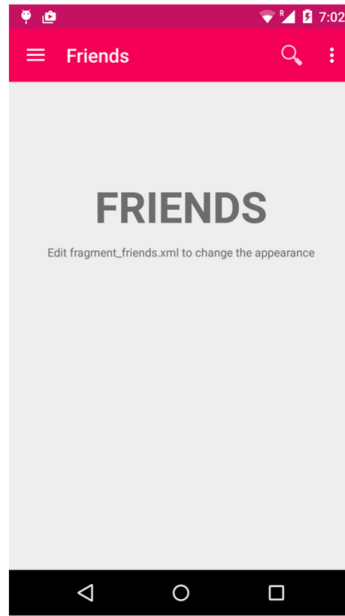 R
7:02
Friends
FRIENDS
Edit fragment_friends.xml to change the appearance